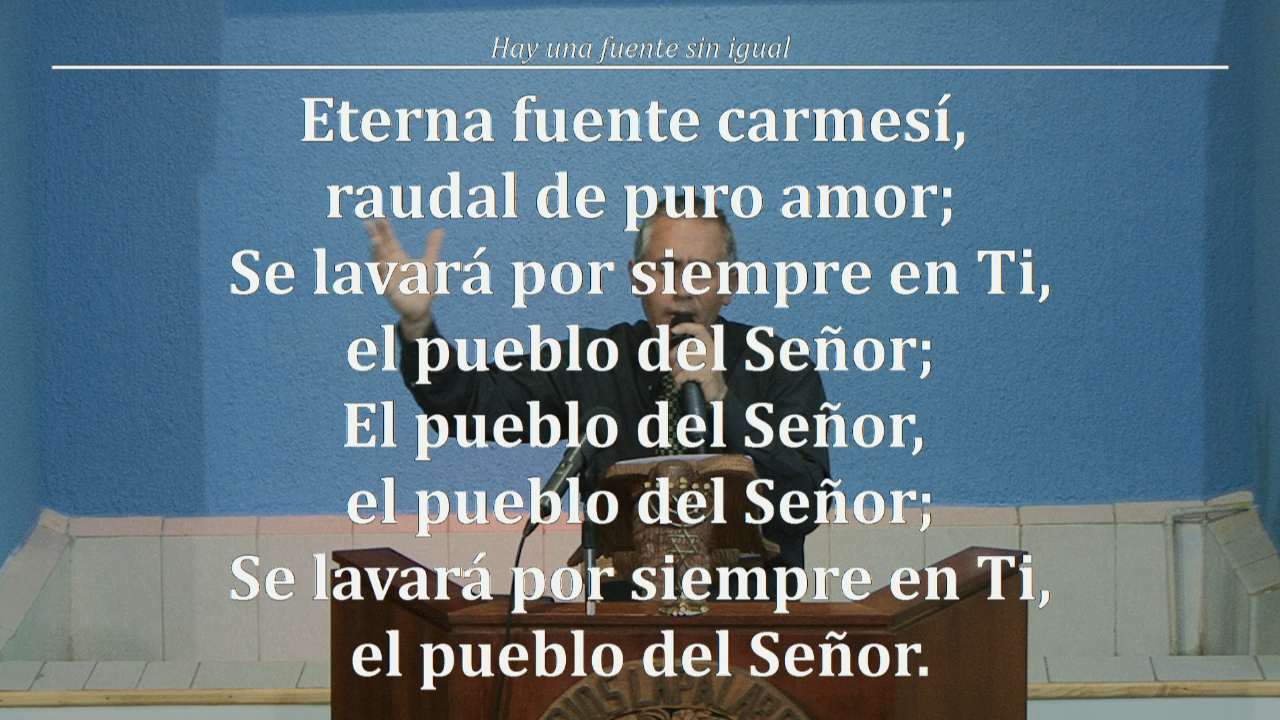 Hay una fuente sin igual
Eterna fuente carmesí,
raudal de puro amor;
Se lavará por siempre en Ti,
el pueblo del Señor;
El pueblo del Señor,
el pueblo del Señor;
Se lavará por siempre en Ti,
el pueblo del Señor.